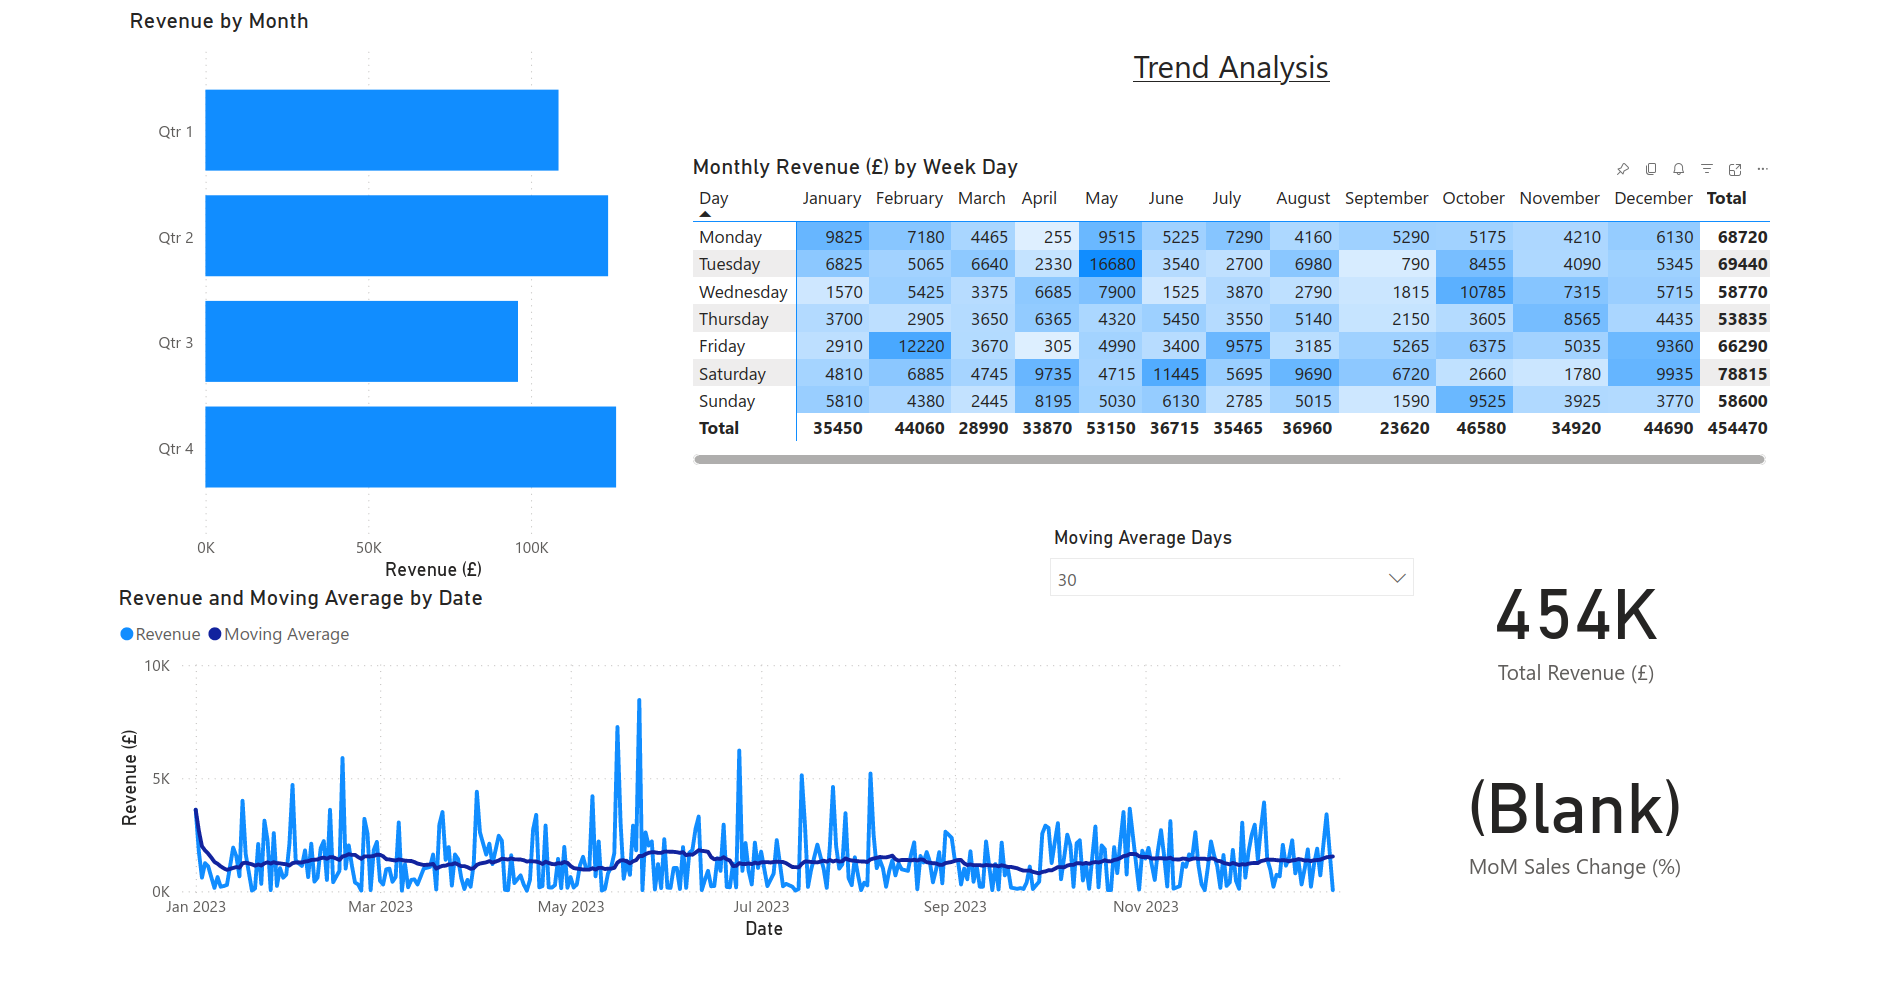 Revenue by Month
Qtr 1
Qtr 2
Qtr 3
Qtr 4
0K 50K 100K
Revenue (£)
Trend Analysis
Monthly Revenue (£) by Week Day
Day January February March April May June July August September October November December Total
Monday 9825 7180 4465 255 9515 5225 7290 4160 5290 5175 4210 6130 68720
Tuesday 6825 5065 6640 2330 16680 3540 2700 6980 790 8455 4090 5345 69440
Wednesday 1570 5425 3375 6685 7900 1525 3870 2790 1815 10785 7315 5715 58770
Thursday 3700 2905 3650 6365 4320 5450 3550 5140 2150 3605 8565 4435 53835
Friday 2910 12220 3670 305 4990 3400 9575 3185 5265 6375 5035 9360 66290
Saturday 4810 6885 4745 9735 4715 11445 5695 9690 6720 2660 1780 9935 78815
Sunday 5810 4380 2445 8195 5030 6130 2785 5015 1590 9525 3925 3770 58600
Total 35450 44060 28990 33870 53150 36715 35465 36960 23620 46580 34920 44690 454470
Moving Average Days
30
Revenue and Moving Average by Date
Revenue Moving Average
10K
5K
0K
Revenue (£)
Jan 2023 Mar 2023 May 2023 Jul 2023 Sep 2023 Nov 2023
Date
454K
Total Revenue (£)
(Blank)
MoM Sales Change (%)